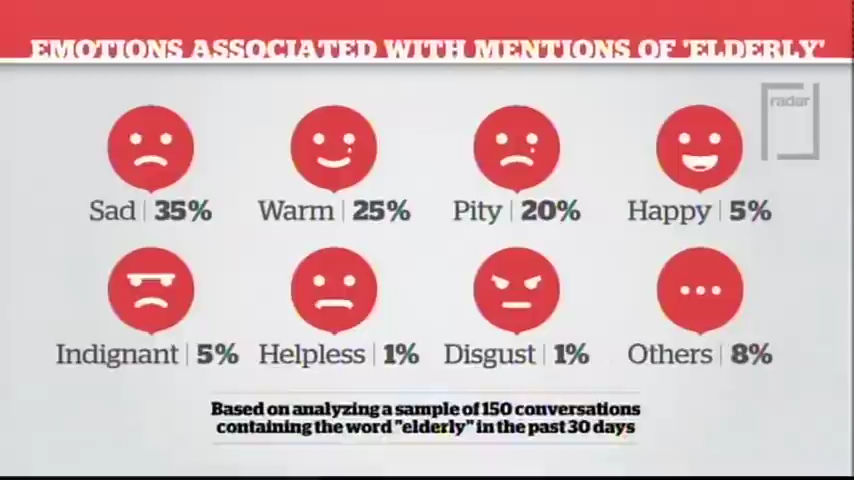 EMOTIONS ASSOCIATED WITH MENTIONS OF 'ELDERLY'
radar
Sad | 35%
Warm | 25%
Pity | 20%
Happy | 5%
Indignant | 5%
Helpless | 1%
Disgust | 1%
Others | 8%
Based on analyzing a sample of 150 conversations
containing the word "elderly" in the past 30 days